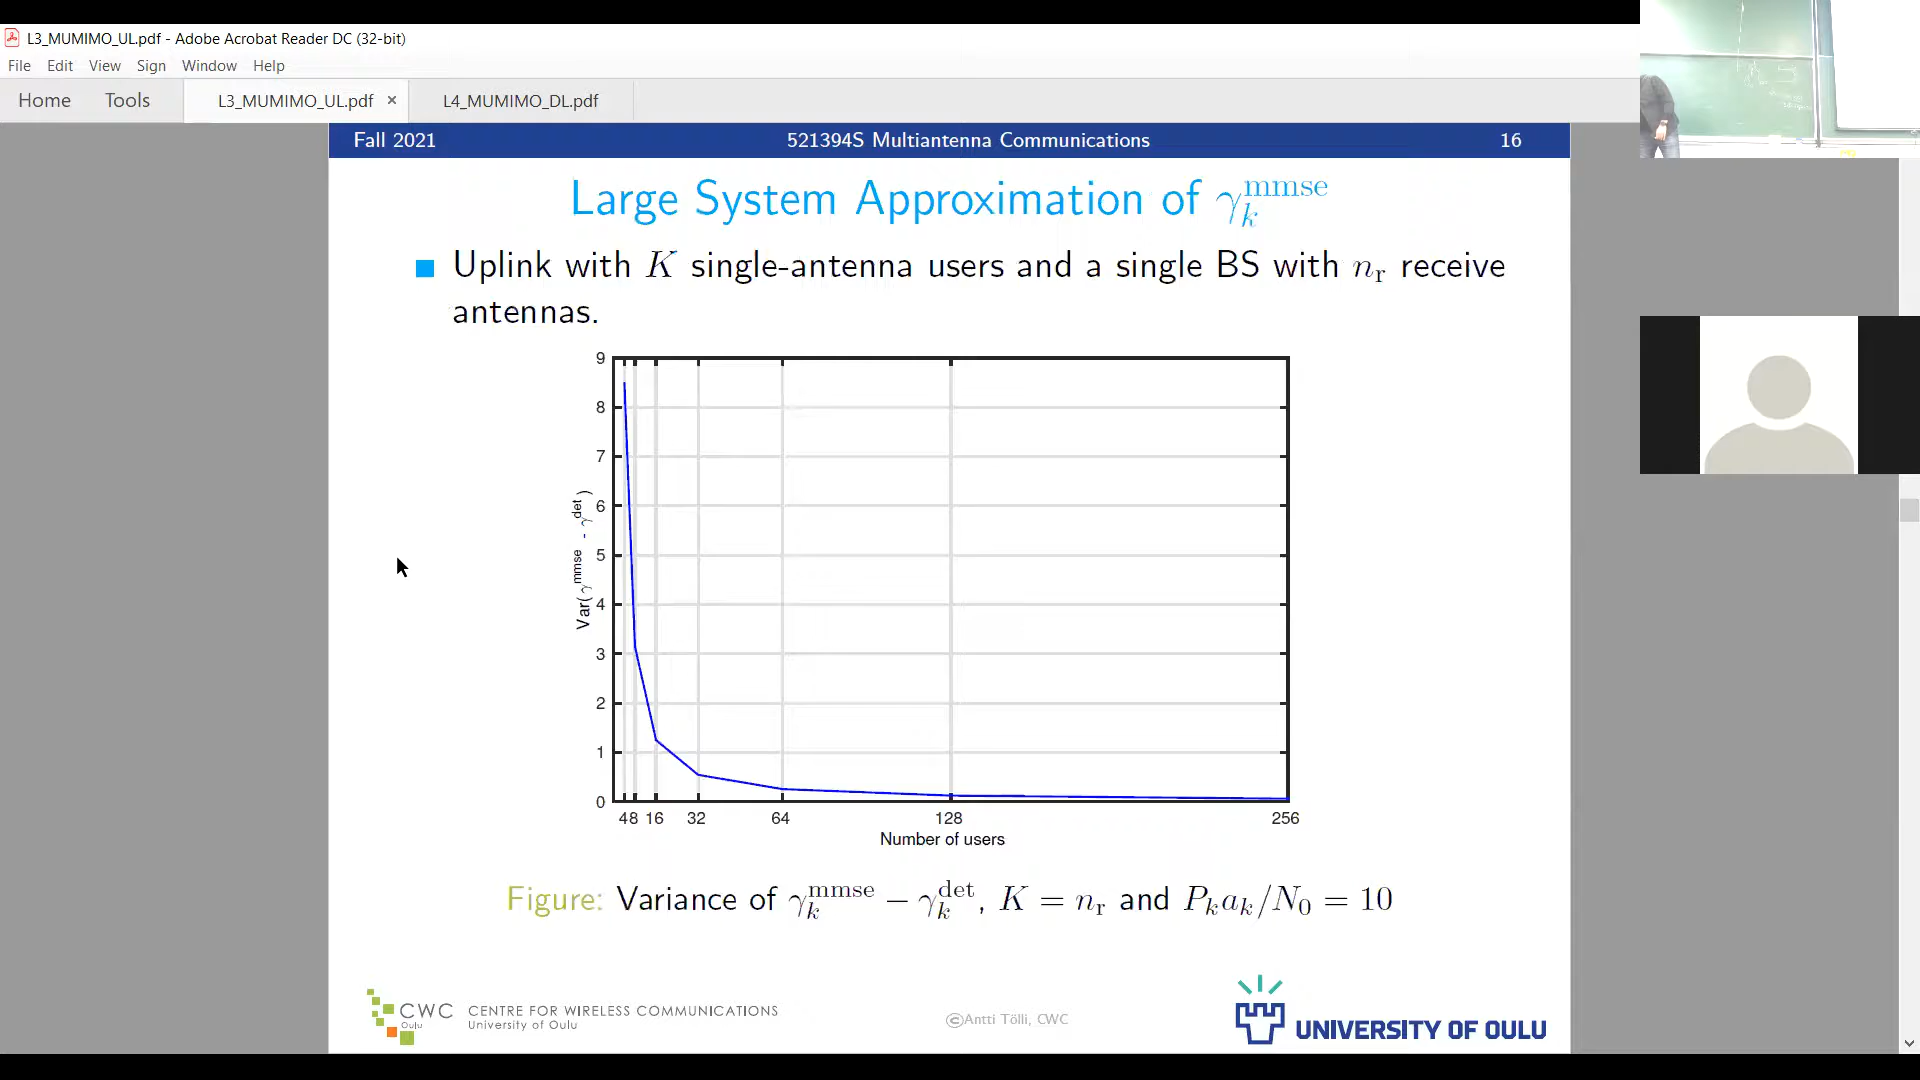 L3_MUMIMO_UL.pdf - Adobe Acrobat Reader DC (32-bit)
File Edit View Sign Window Help
Home Tools L3_MUMIMO_UL.pdf × L4_MUMIMO_DL.pdf
Fall 2021 521394S Multiantenna Communications 16
Large System Approximation of γ_k^mmse
■ Uplink with K single-antenna users and a single BS with n_r receive
antennas.
9
8
7
6
5
4
3
2
1
0
Var(γ^mmse - γ^det)
4 8 16 32 64 128 256
Number of users
Figure: Variance of γ_k^mmse − γ_k^det, K = n_r and P_k a_k/N_0 = 10
CWC CENTRE FOR WIRELESS COMMUNICATIONS
Oulu University of Oulu
©Antti Tölli, CWC
UNIVERSITY OF OULU